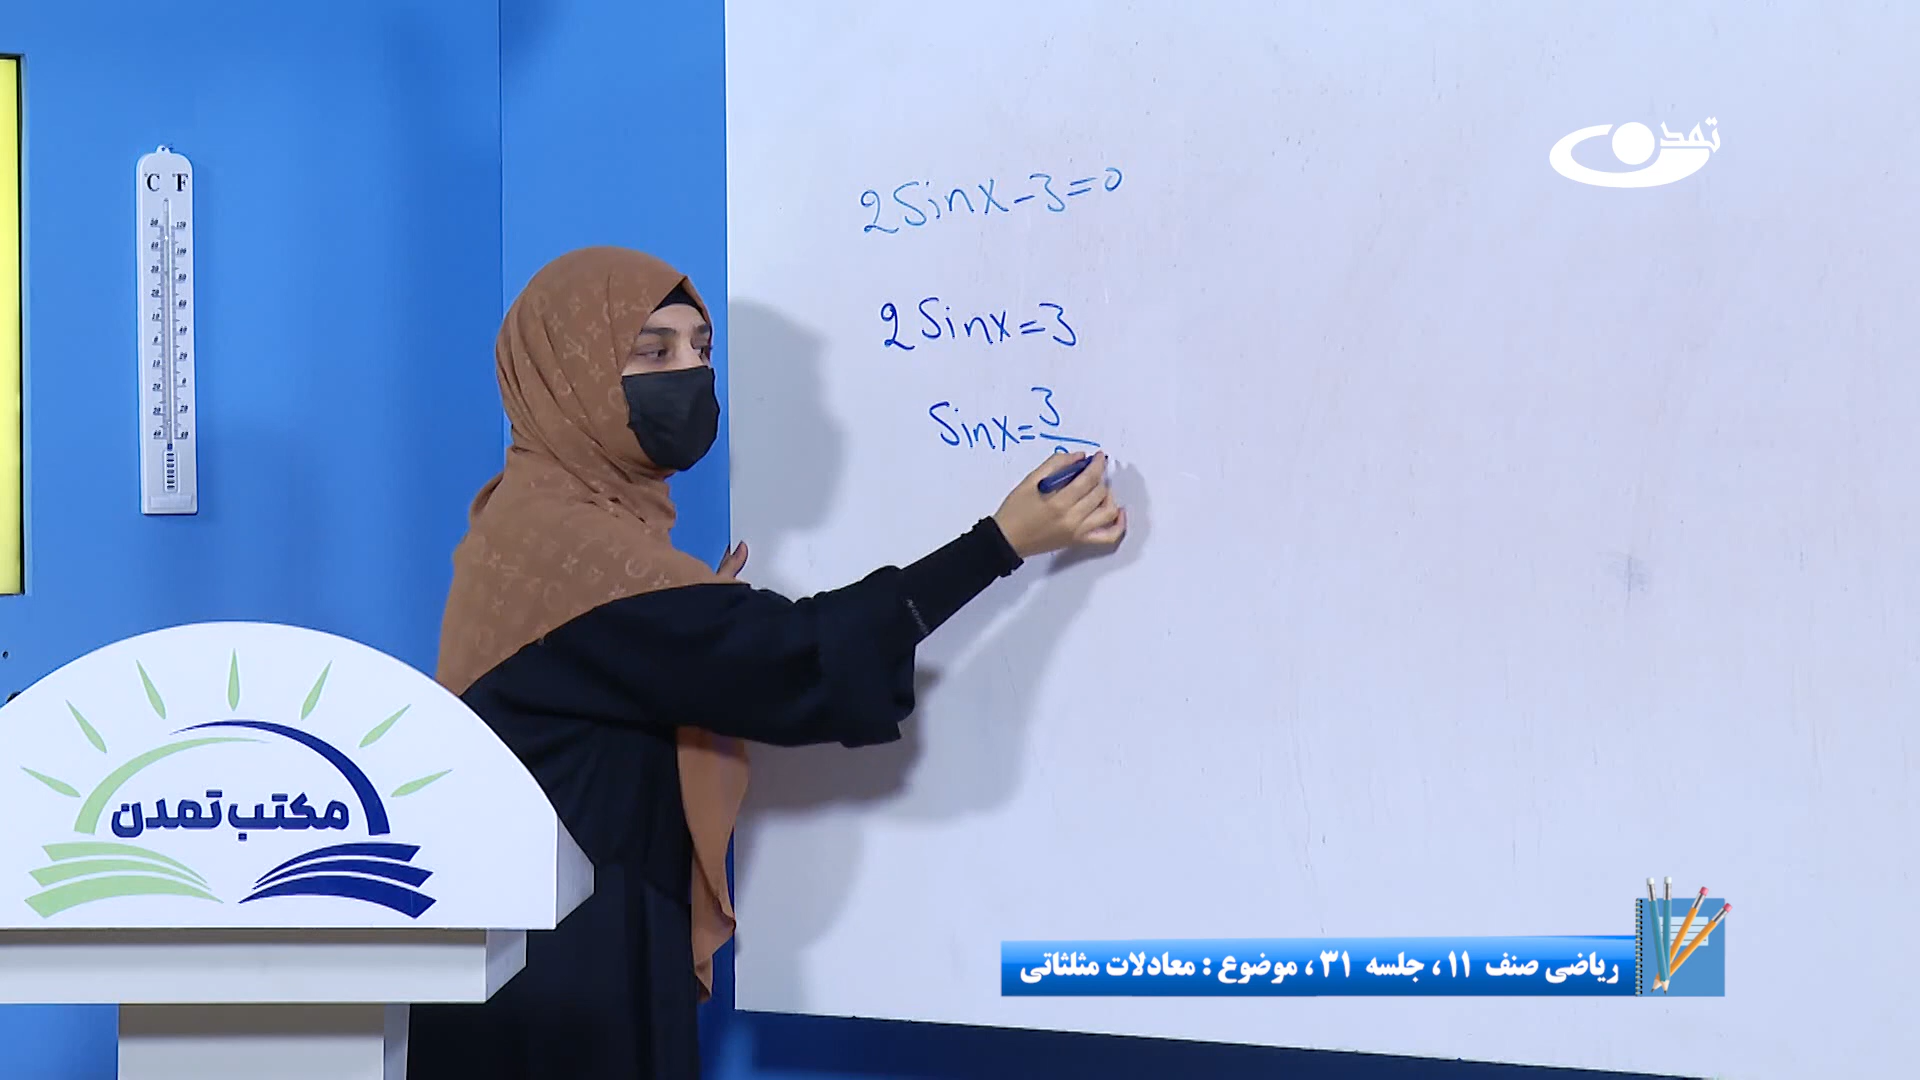 تمدن
°C °F
2Sinx-3=0
2Sinx=3
Sinx=3/
مکتب تمدن
ریاضی صنف ۱۱، جلسه ۳۱، موضوع : معادلات مثلثاتی